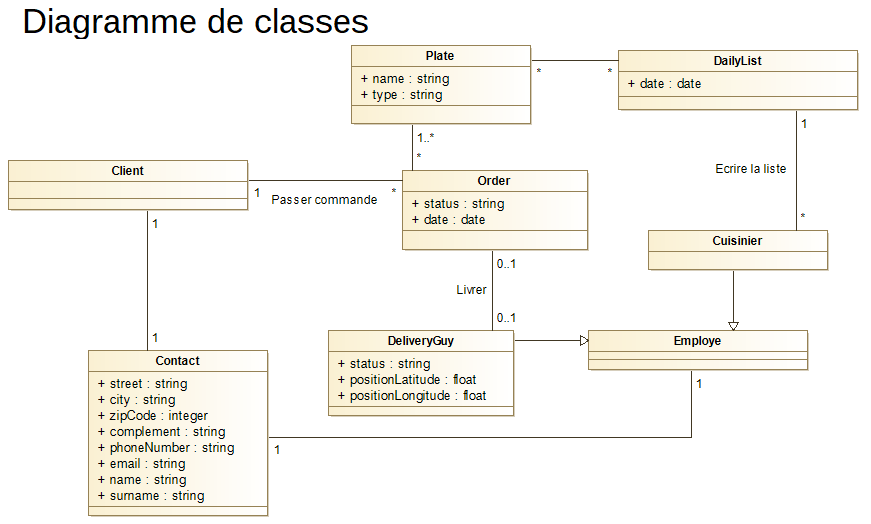 Diagramme de classes
Plate
+ name : string
+ type : string
*
*
DailyList
+ date : date
1..*
*
1
Ecrire la liste
*
Client
1
Passer commande
*
Order
+ status : string
+ date : date
Cuisinier
1
1
0..1
Livrer
0..1
DeliveryGuy
+ status : string
+ positionLatitude : float
+ positionLongitude : float
Employe
1
Contact
+ street : string
+ city : string
+ zipCode : integer
+ complement : string
+ phoneNumber : string
+ email : string
+ name : string
+ surname : string
1